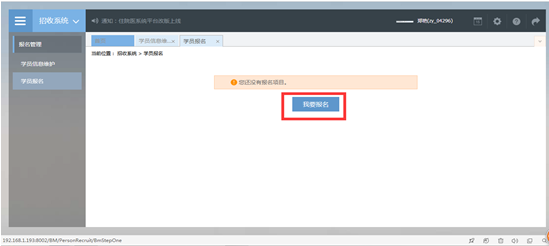 招收系统
通知：住院医系统平台改版上线
(zy_04296)
报名管理
学员信息维护
学员报名
学员信息维...
学员报名
当前位置： 招收系统 > 学员报名
您还没有报名项目。
我要报名
192.168.1.193:8002/BM/PersonRecruit/BmStepOne